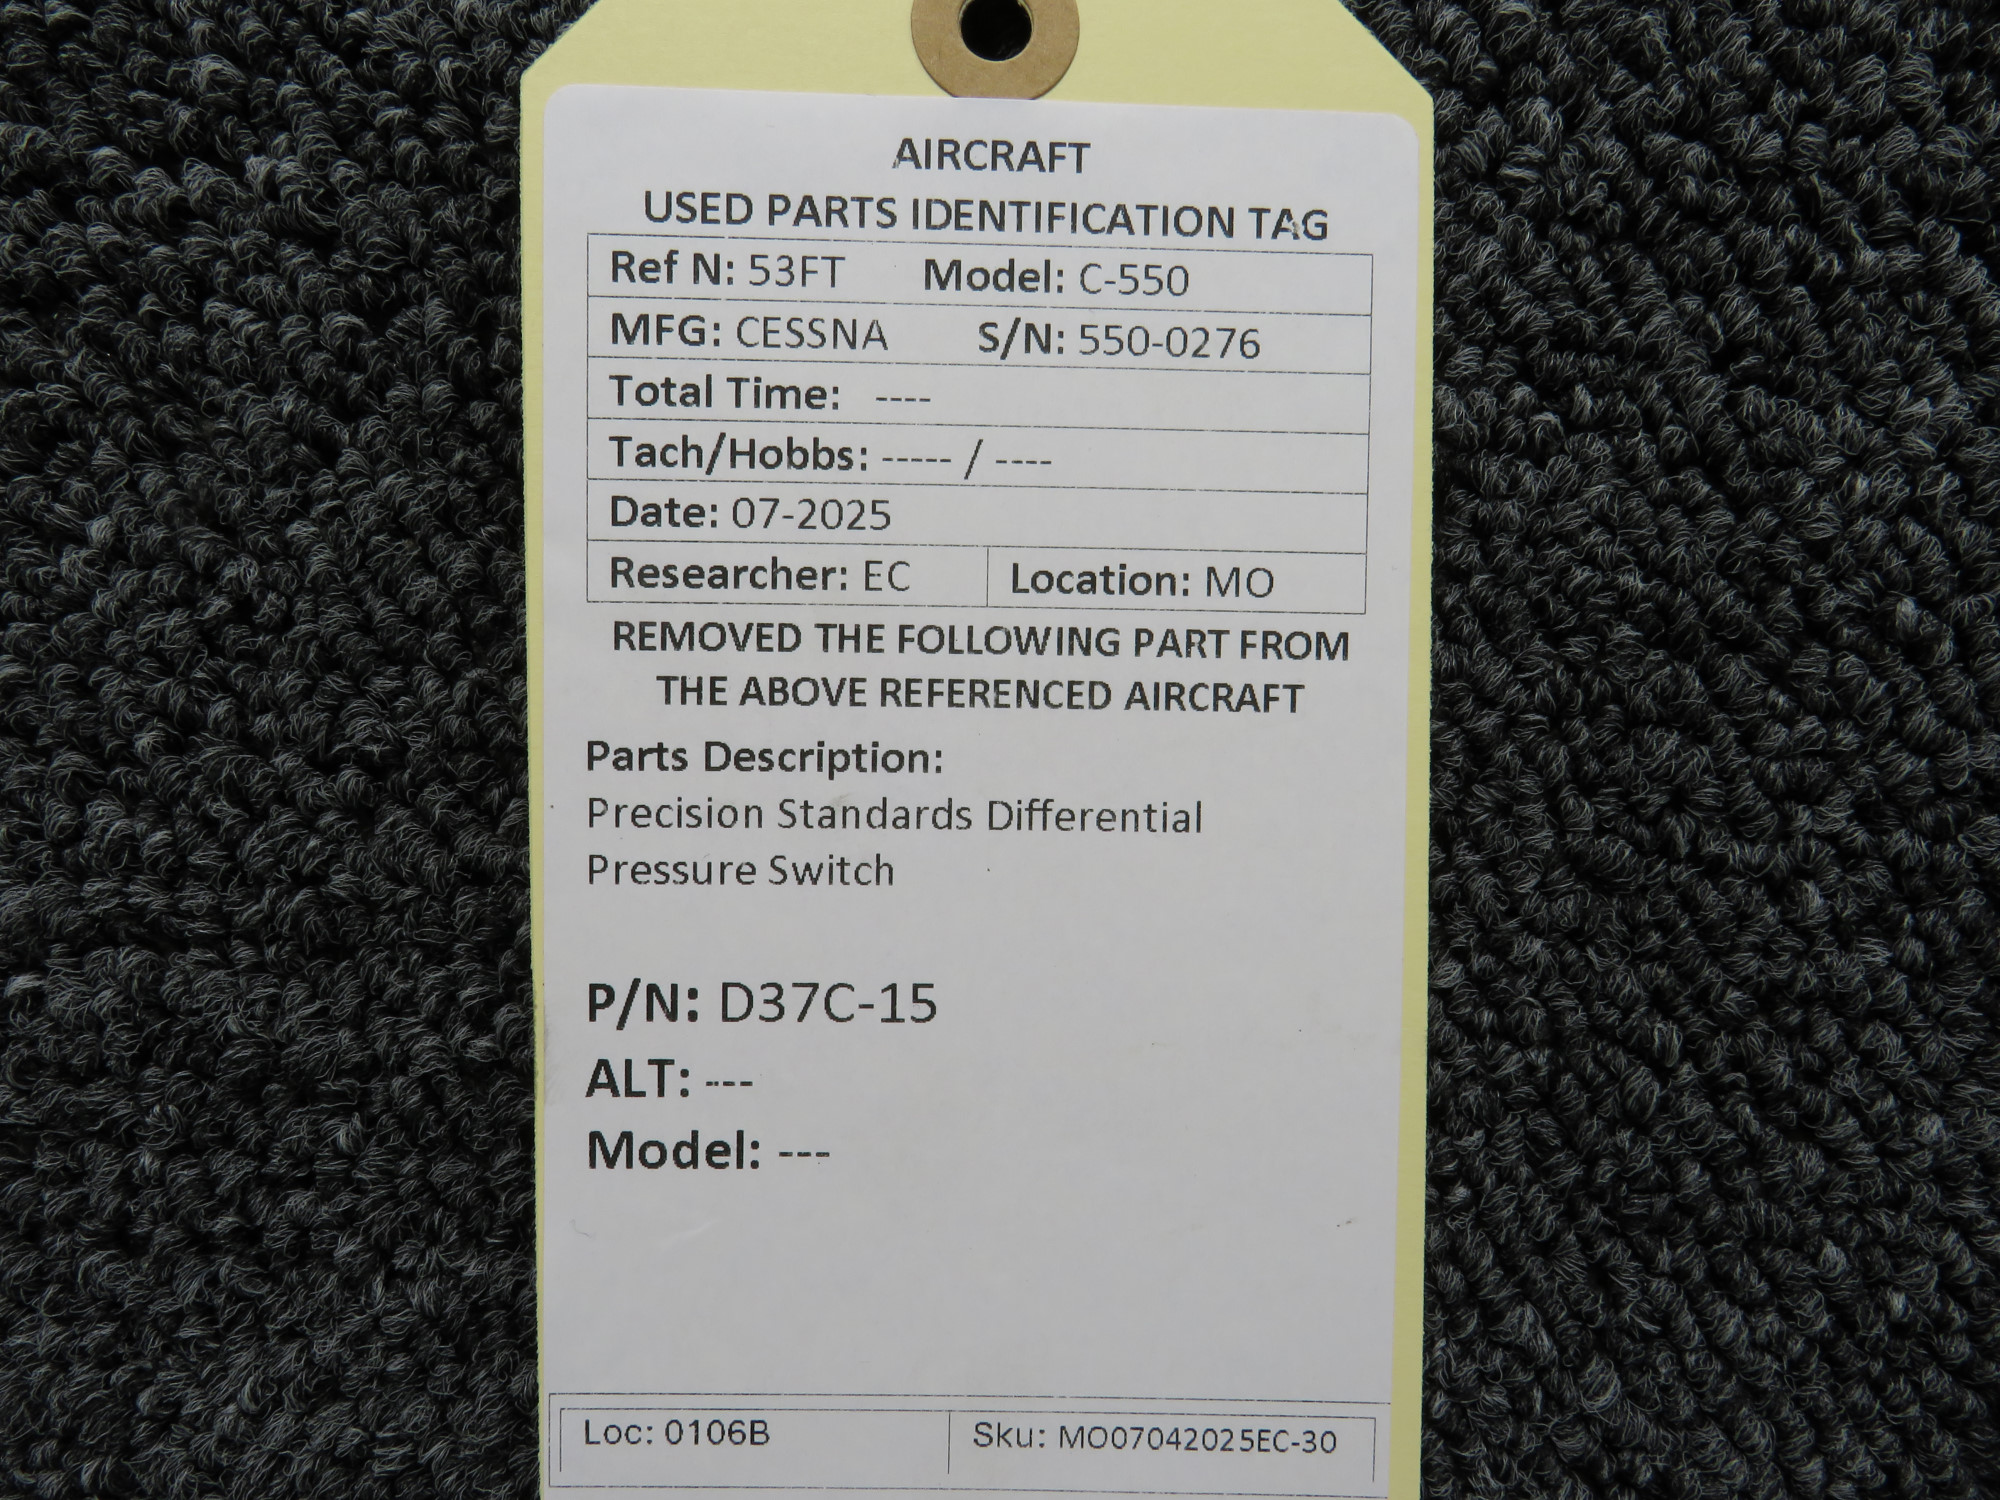 AIRCRAFT
USED PARTS IDENTIFICATION TAG
Ref N: 53FT Model: C-550
MFG: CESSNA S/N: 550-0276
Total Time: ----
Tach/Hobbs: ----- / ----
Date: 07-2025
Researcher: EC Location: MO
REMOVED THE FOLLOWING PART FROM
THE ABOVE REFERENCED AIRCRAFT
Parts Description:
Precision Standards Differential
Pressure Switch
P/N: D37C-15
ALT: ---
Model: ---
Loc: 0106B Sku: MO07042025EC-30